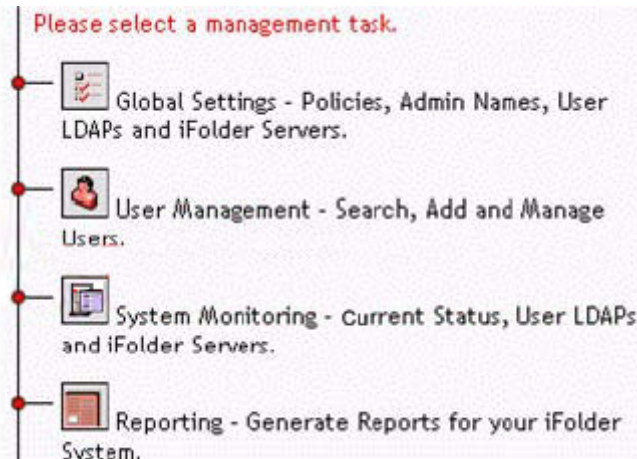 Please select a management task.
Global Settings - Policies, Admin Names, User
LDAPs and iFolder Servers.
User Management - Search, Add and Manage
Users.
System Monitoring - Current Status, User LDAPs
and iFolder Servers.
Reporting - Generate Reports for your iFolder
System.